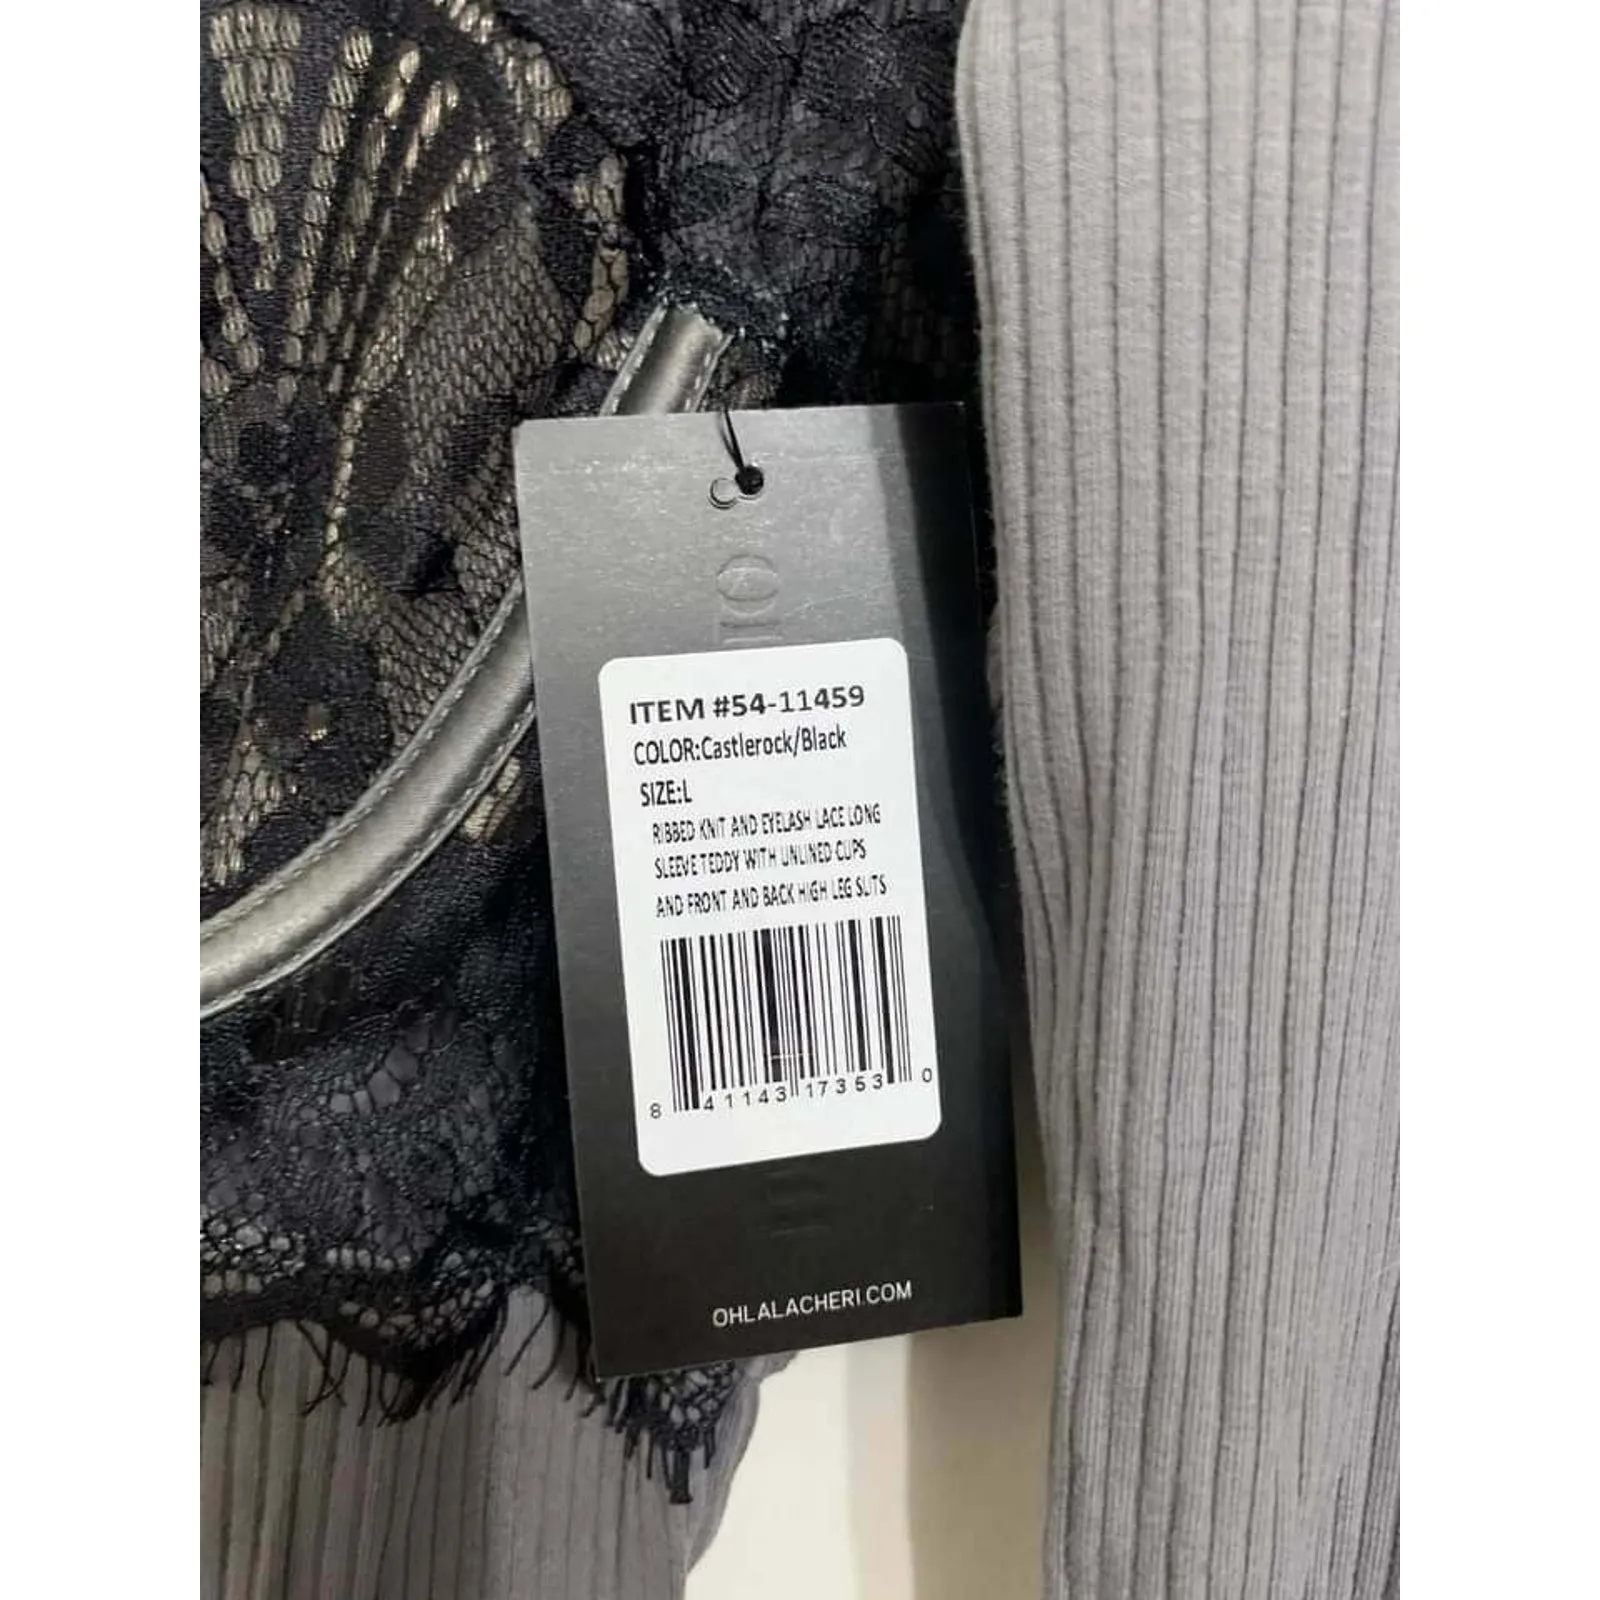 ITEM #54-11459
COLOR:Castlerock/Black
SIZE:L
RIBBED KNIT AND EYELASH LACE LONG
SLEEVE TEDDY WITH UNLINED CUPS
AND FRONT AND BACK HIGH LEG SLITS
8 41143 17353 0
OHLALACHERI.COM